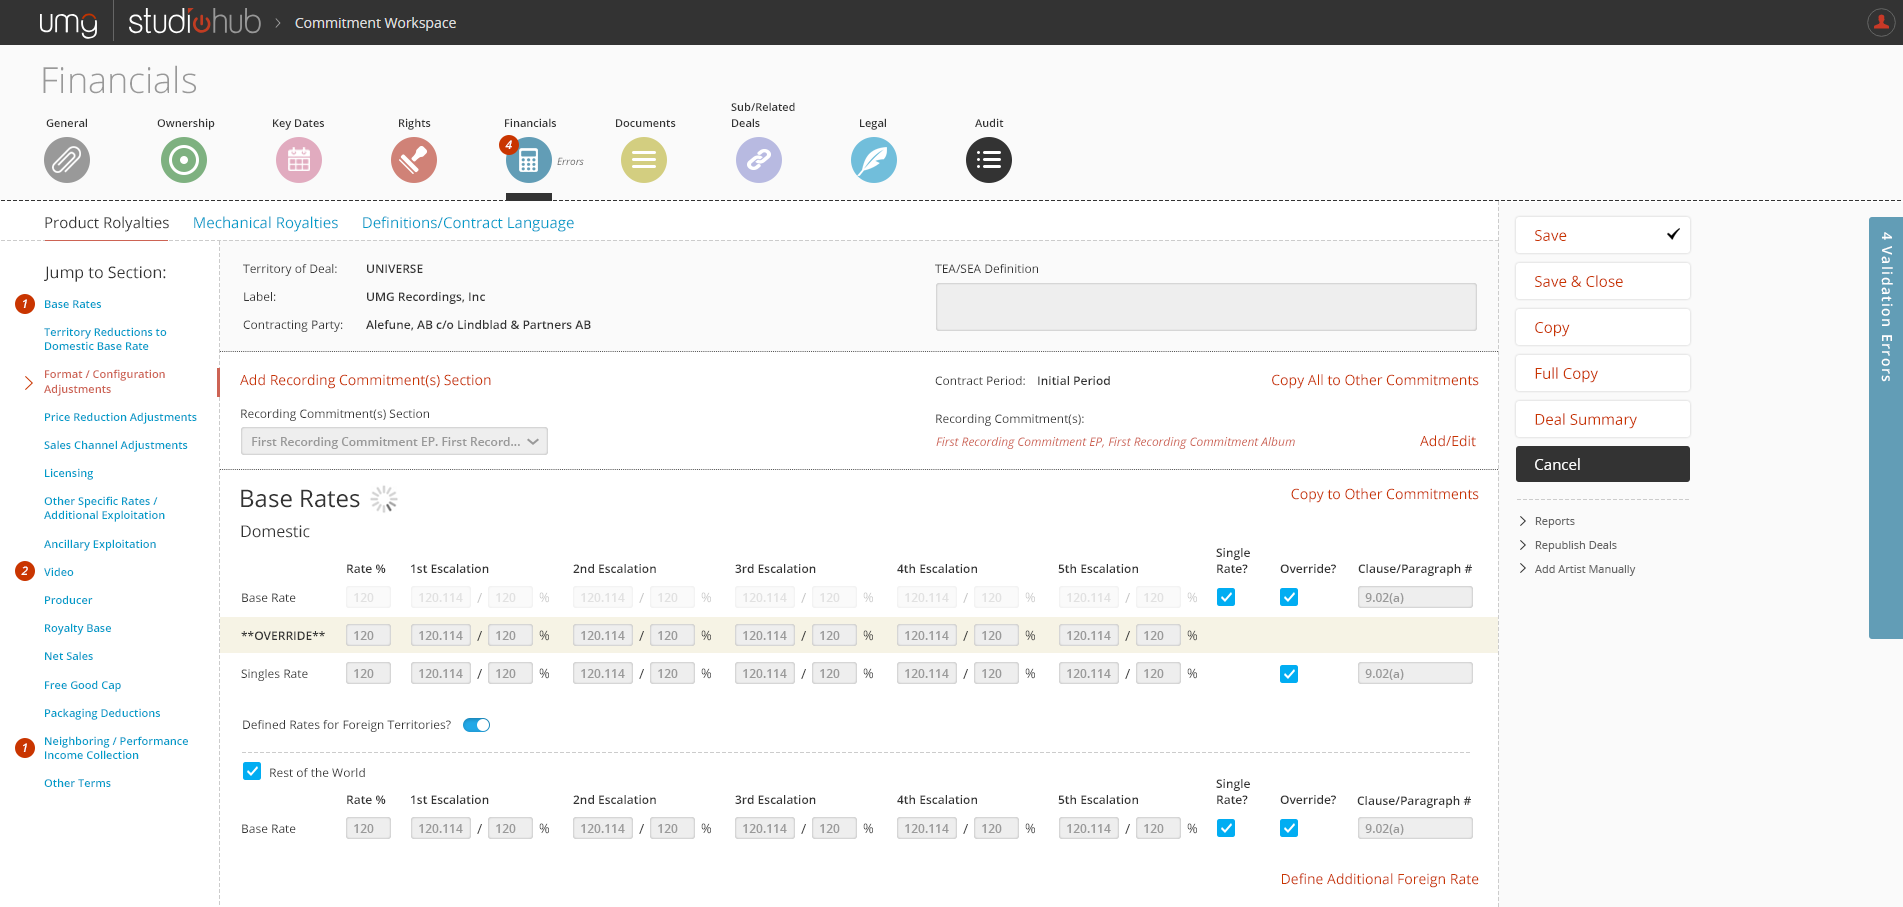 umg studiohub > Commitment Workspace
Financials
General
Ownership
Key Dates
Rights
Financials
Documents
Sub/Related
Deals
Legal
Audit
4
Errors
Product Rolyalties Mechanical Royalties Definitions/Contract Language
Jump to Section:
1 Base Rates
Territory Reductions to
Domestic Base Rate
Format / Configuration
Adjustments
Price Reduction Adjustments
Sales Channel Adjustments
Licensing
Other Specific Rates /
Additional Exploitation
Ancillary Exploitation
2 Video
Producer
Royalty Base
Net Sales
Free Good Cap
Packaging Deductions
1 Neighboring / Performance
Income Collection
Other Terms
Territory of Deal: UNIVERSE
Label: UMG Recordings, Inc
Contracting Party: Alefune, AB c/o Lindblad & Partners AB
TEA/SEA Definition
Add Recording Commitment(s) Section
Recording Commitment(s) Section
First Recording Commitment EP. First Record...
Contract Period: Initial Period
Copy All to Other Commitments
Recording Commitment(s):
First Recording Commitment EP, First Recording Commitment Album
Add/Edit
Base Rates
Copy to Other Commitments
Domestic
Rate % 1st Escalation 2nd Escalation 3rd Escalation 4th Escalation 5th Escalation Single Rate? Override? Clause/Paragraph #
Base Rate 120 120.114 / 120 % 120.114 / 120 % 120.114 / 120 % 120.114 / 120 % 120.114 / 120 % 9.02(a)
**OVERRIDE** 120 120.114 / 120 % 120.114 / 120 % 120.114 / 120 % 120.114 / 120 % 120.114 / 120 %
Singles Rate 120 120.114 / 120 % 120.114 / 120 % 120.114 / 120 % 120.114 / 120 % 120.114 / 120 % 9.02(a)
Defined Rates for Foreign Territories?
Rest of the World
Rate % 1st Escalation 2nd Escalation 3rd Escalation 4th Escalation 5th Escalation Single Rate? Override? Clause/Paragraph #
Base Rate 120 120.114 / 120 % 120.114 / 120 % 120.114 / 120 % 120.114 / 120 % 120.114 / 120 % 9.02(a)
Define Additional Foreign Rate
Save
Save & Close
Copy
Full Copy
Deal Summary
Cancel
Reports
Republish Deals
Add Artist Manually
4 Validation Errors